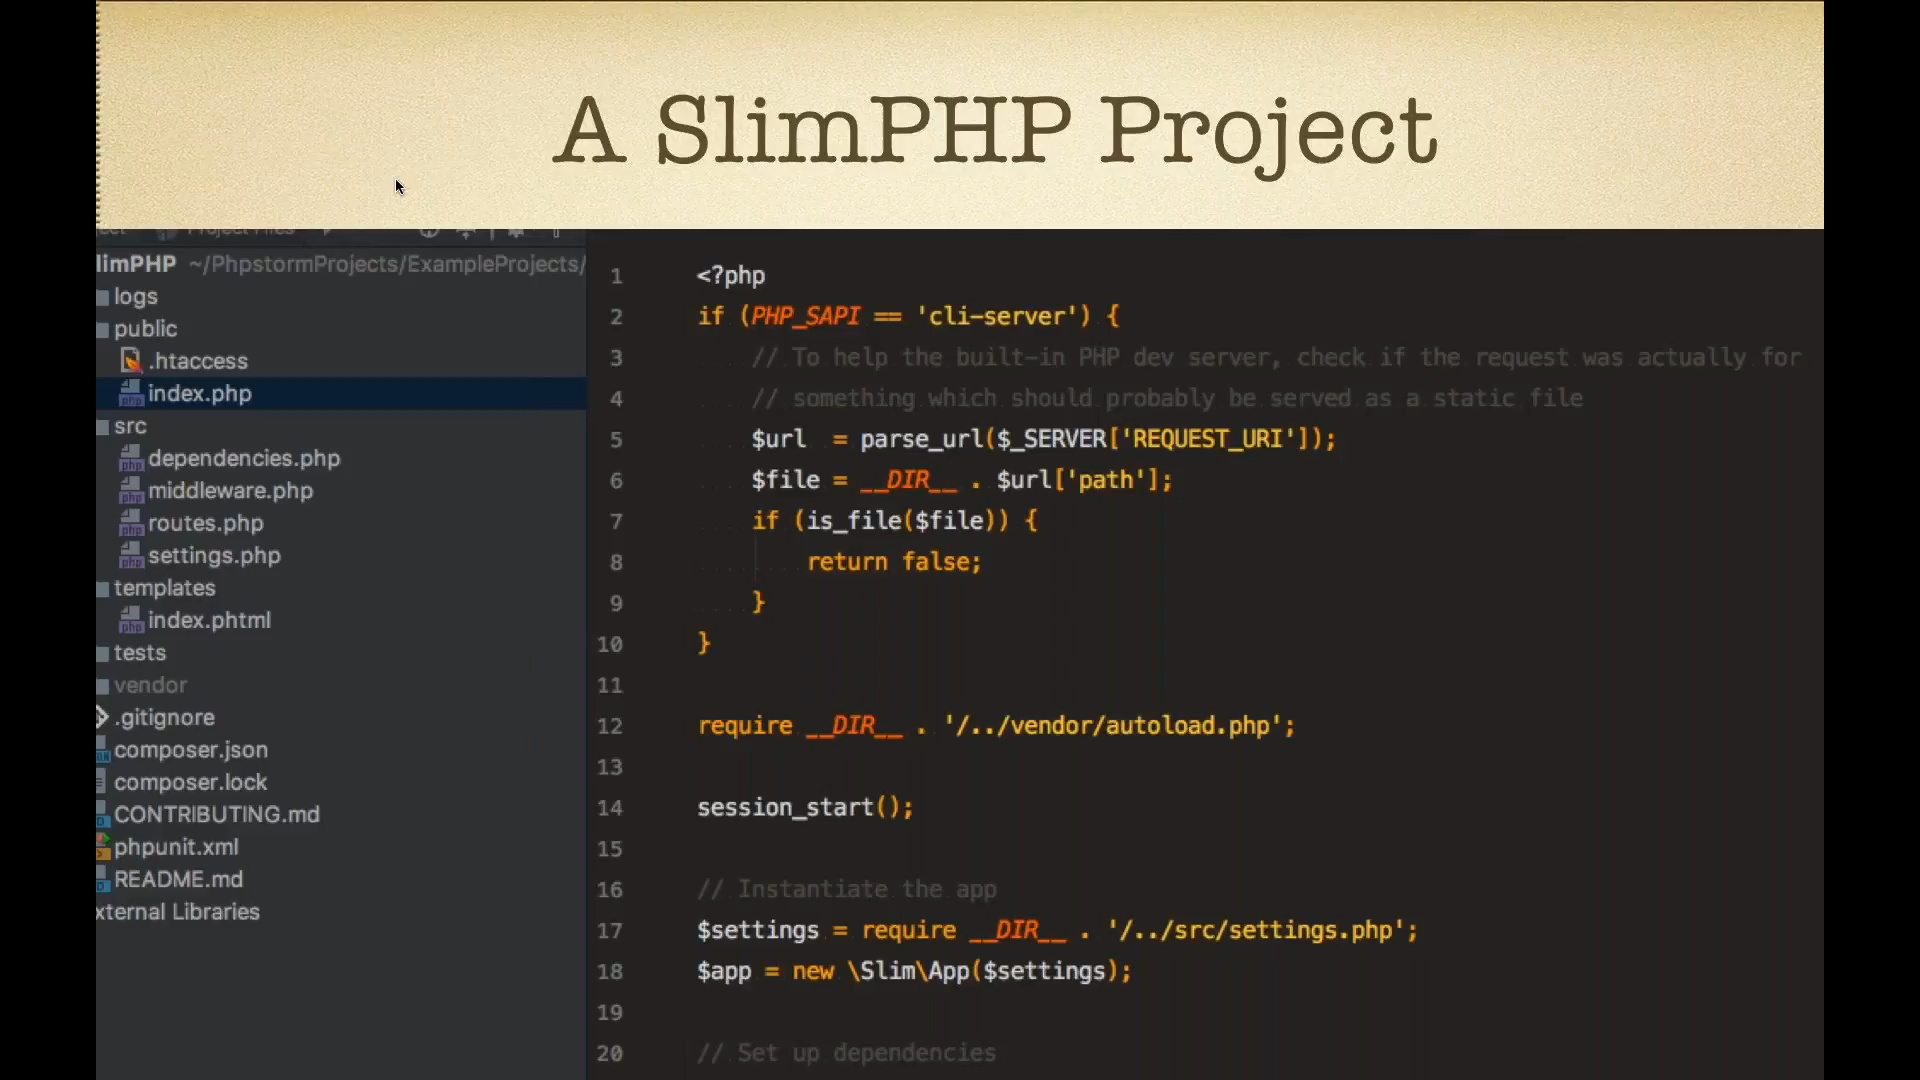 A SlimPHP Project
Project Files
limPHP ~/PhpstormProjects/ExampleProjects/
logs
public
.htaccess
index.php
src
dependencies.php
middleware.php
routes.php
settings.php
templates
index.phtml
tests
vendor
.gitignore
composer.json
composer.lock
CONTRIBUTING.md
phpunit.xml
README.md
xternal Libraries
1 <?php
2 if (PHP_SAPI == 'cli-server') {
3 // To help the built-in PHP dev server, check if the request was actually for
4 // something which should probably be served as a static file
5 $url  = parse_url($_SERVER['REQUEST_URI']);
6 $file = __DIR__ . $url['path'];
7 if (is_file($file)) {
8 return false;
9 }
10 }
11
12 require __DIR__ . '/../vendor/autoload.php';
13
14 session_start();
15
16 // Instantiate the app
17 $settings = require __DIR__ . '/../src/settings.php';
18 $app = new \Slim\App($settings);
19
20 // Set up dependencies